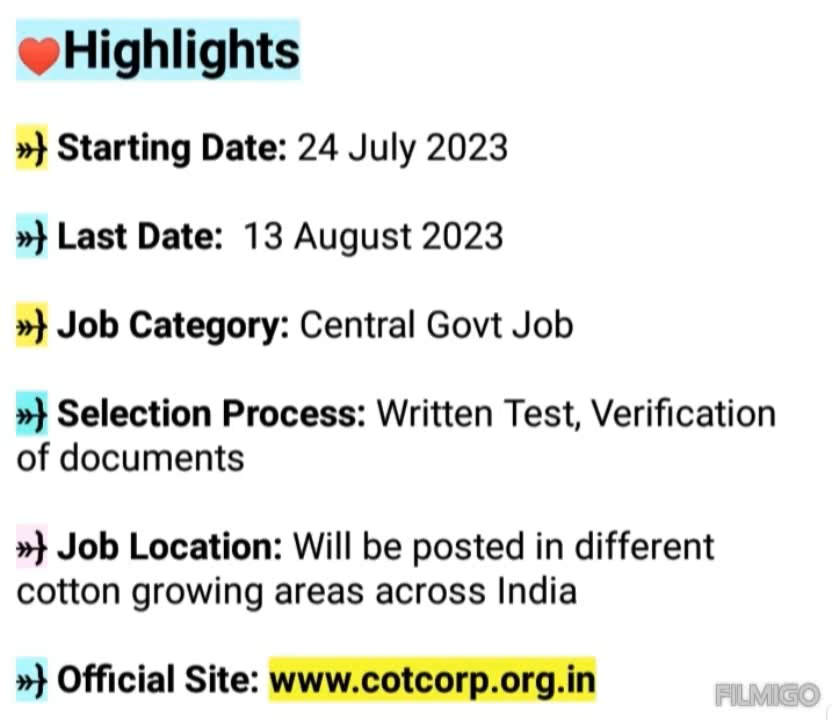 ❤️Highlights
»} Starting Date: 24 July 2023
»} Last Date: 13 August 2023
»} Job Category: Central Govt Job
»} Selection Process: Written Test, Verification
of documents
»} Job Location: Will be posted in different
cotton growing areas across India
»} Official Site: www.cotcorp.org.in
FILMIGO